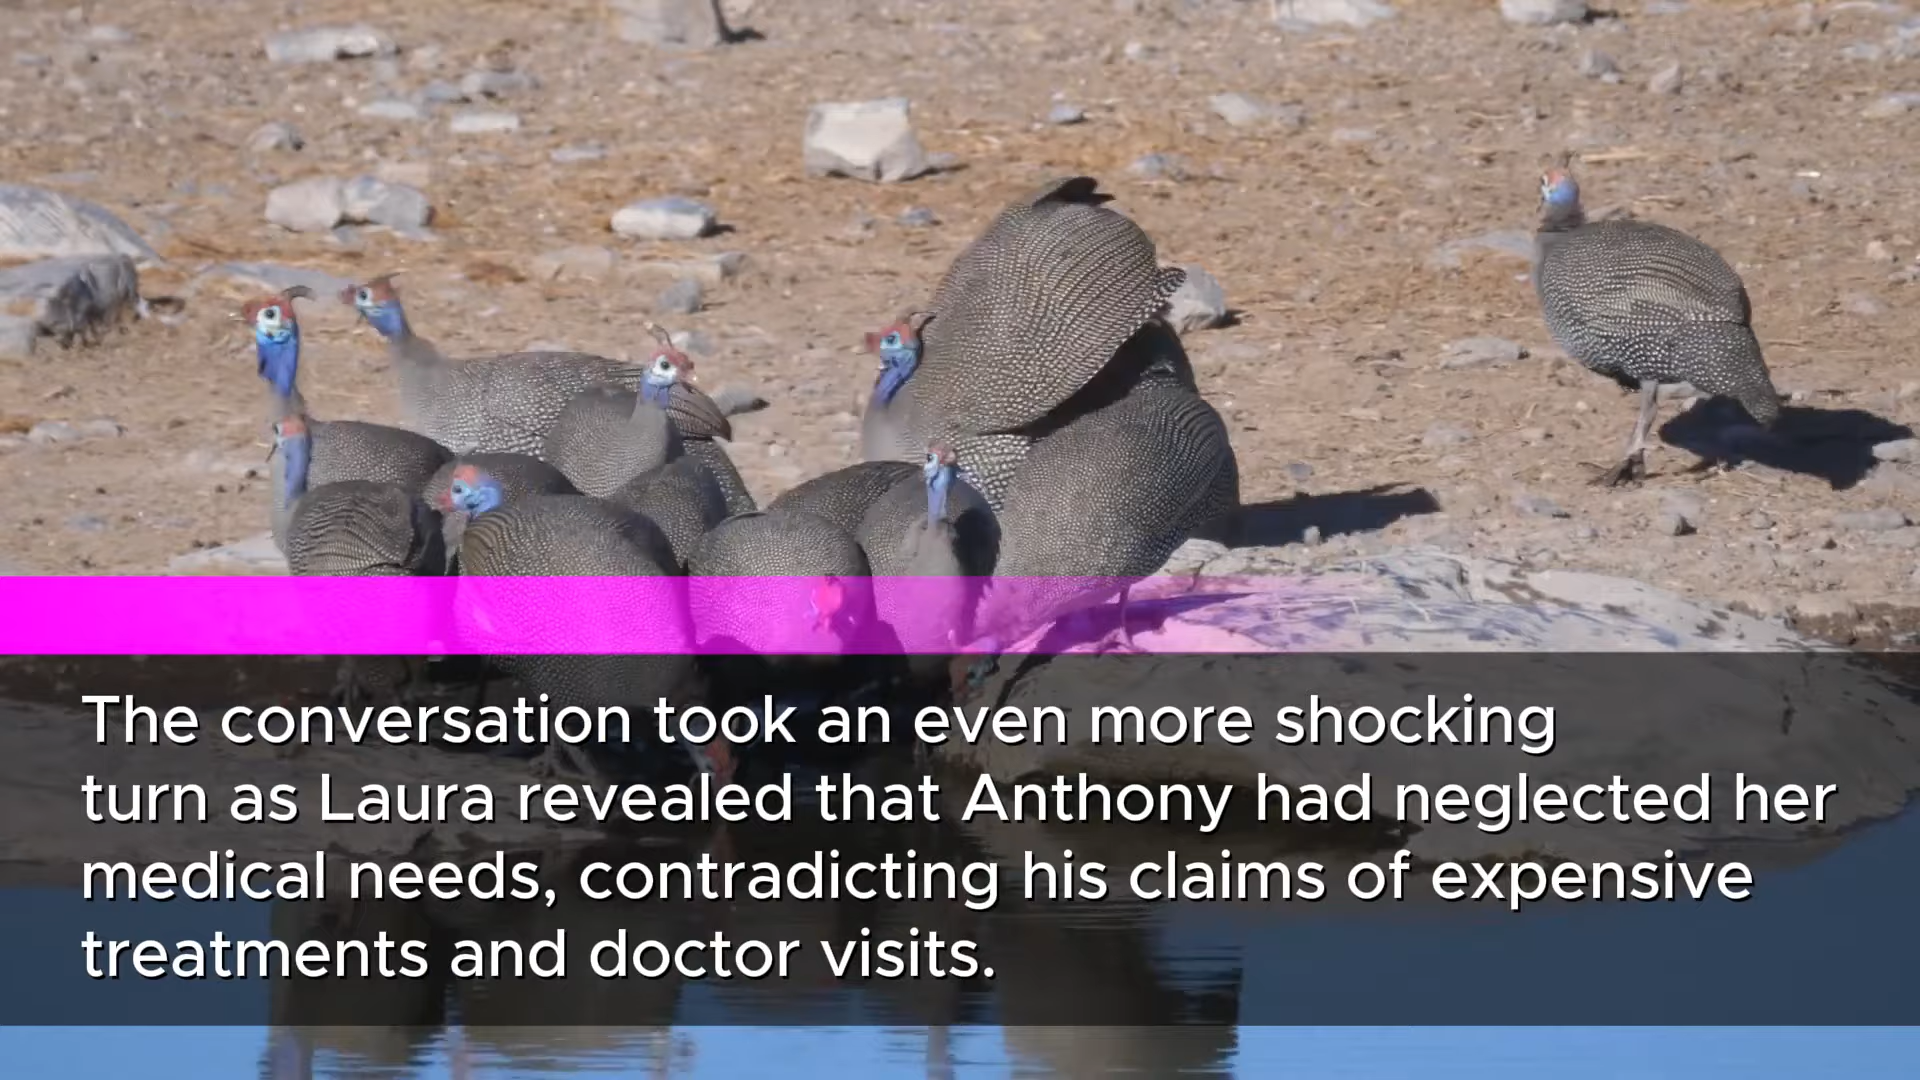 The conversation took an even more shocking
turn as Laura revealed that Anthony had neglected her
medical needs, contradicting his claims of expensive
treatments and doctor visits.